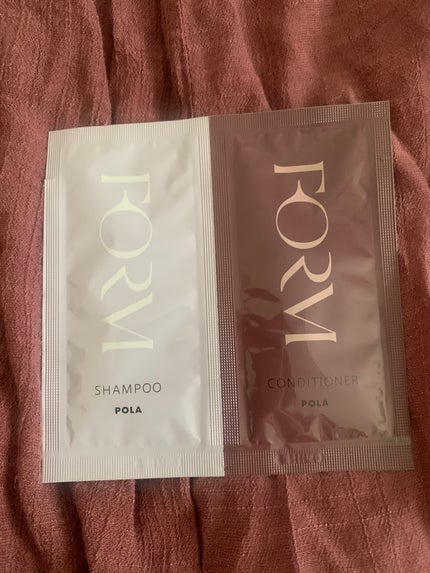 FORM
SHAMPOO
POLA
FORM
CONDITIONER
POLA